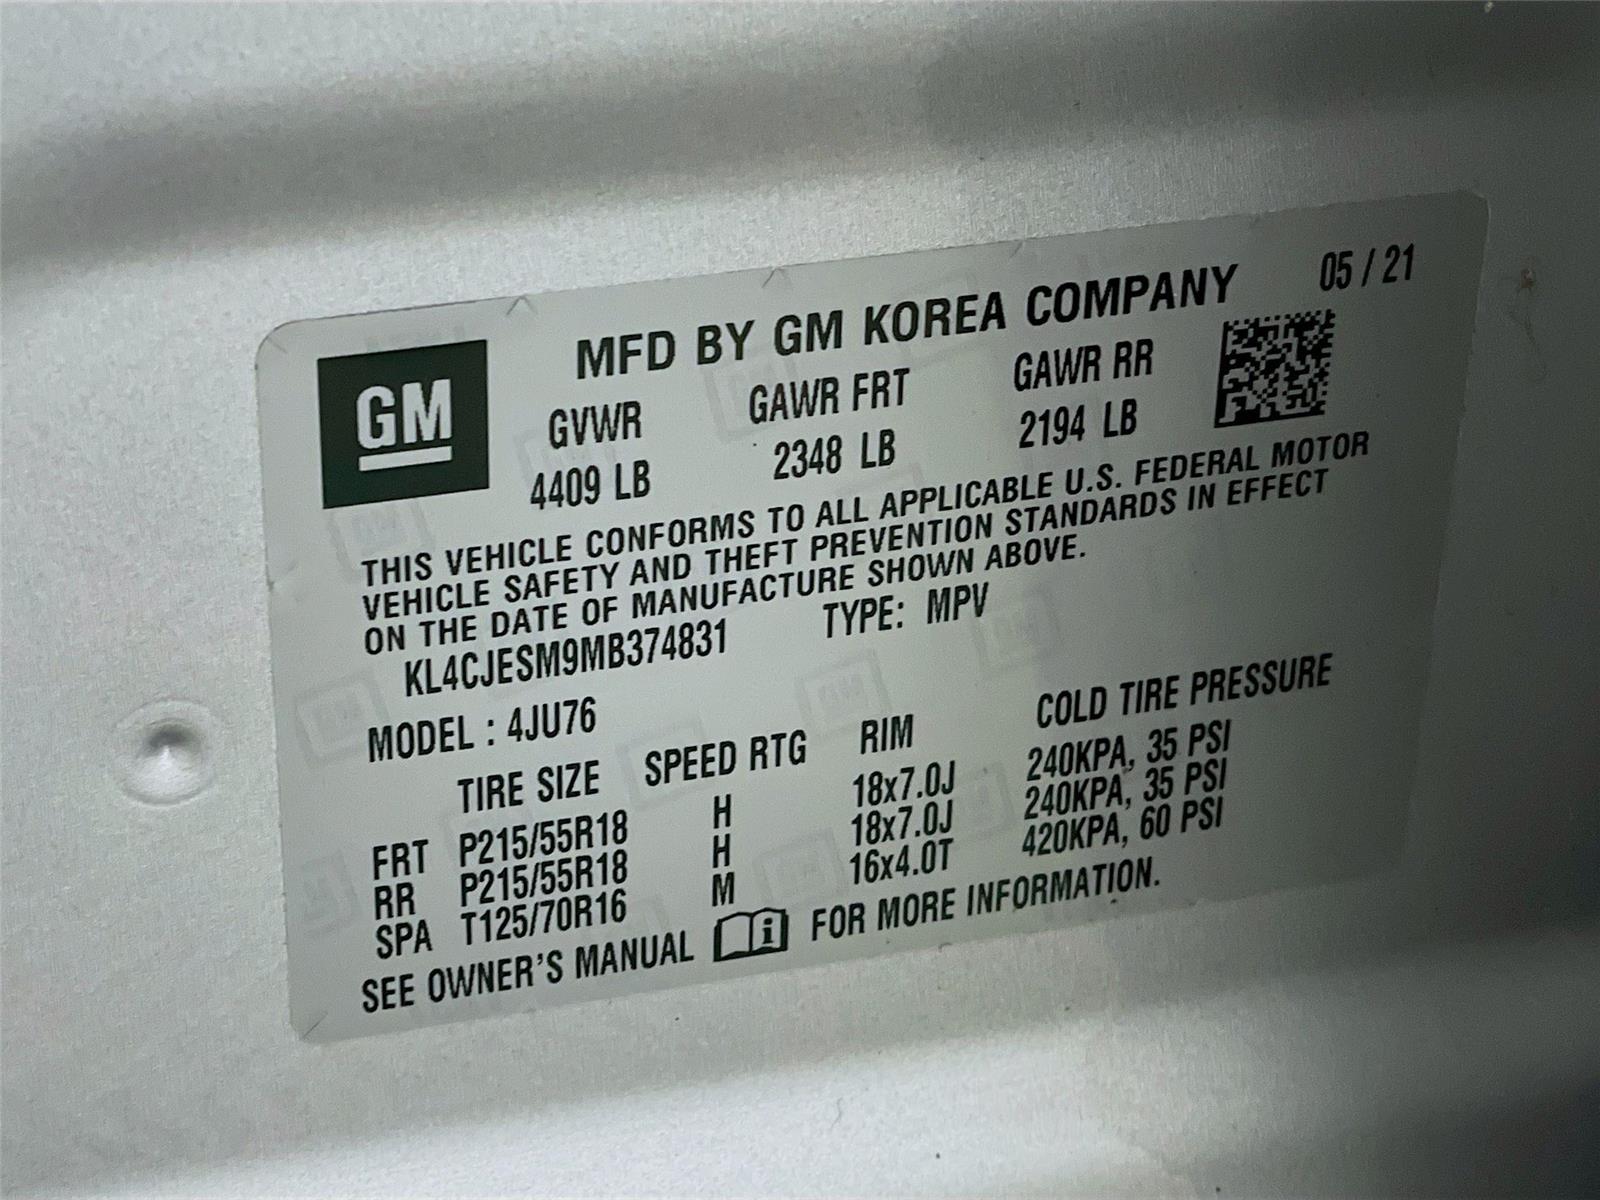 GM
MFD BY GM KOREA COMPANY 05 / 21
GVWR GAWR FRT GAWR RR
4409 LB 2348 LB 2194 LB
THIS VEHICLE CONFORMS TO ALL APPLICABLE U.S. FEDERAL MOTOR
VEHICLE SAFETY AND THEFT PREVENTION STANDARDS IN EFFECT
ON THE DATE OF MANUFACTURE SHOWN ABOVE.
KL4CJESM9MB374831 TYPE: MPV
MODEL : 4JU76
TIRE SIZE SPEED RTG RIM COLD TIRE PRESSURE
FRT P215/55R18 H 18x7.0J 240KPA, 35 PSI
RR P215/55R18 H 18x7.0J 240KPA, 35 PSI
SPA T125/70R16 M 16x4.0T 420KPA, 60 PSI
SEE OWNER'S MANUAL i FOR MORE INFORMATION.